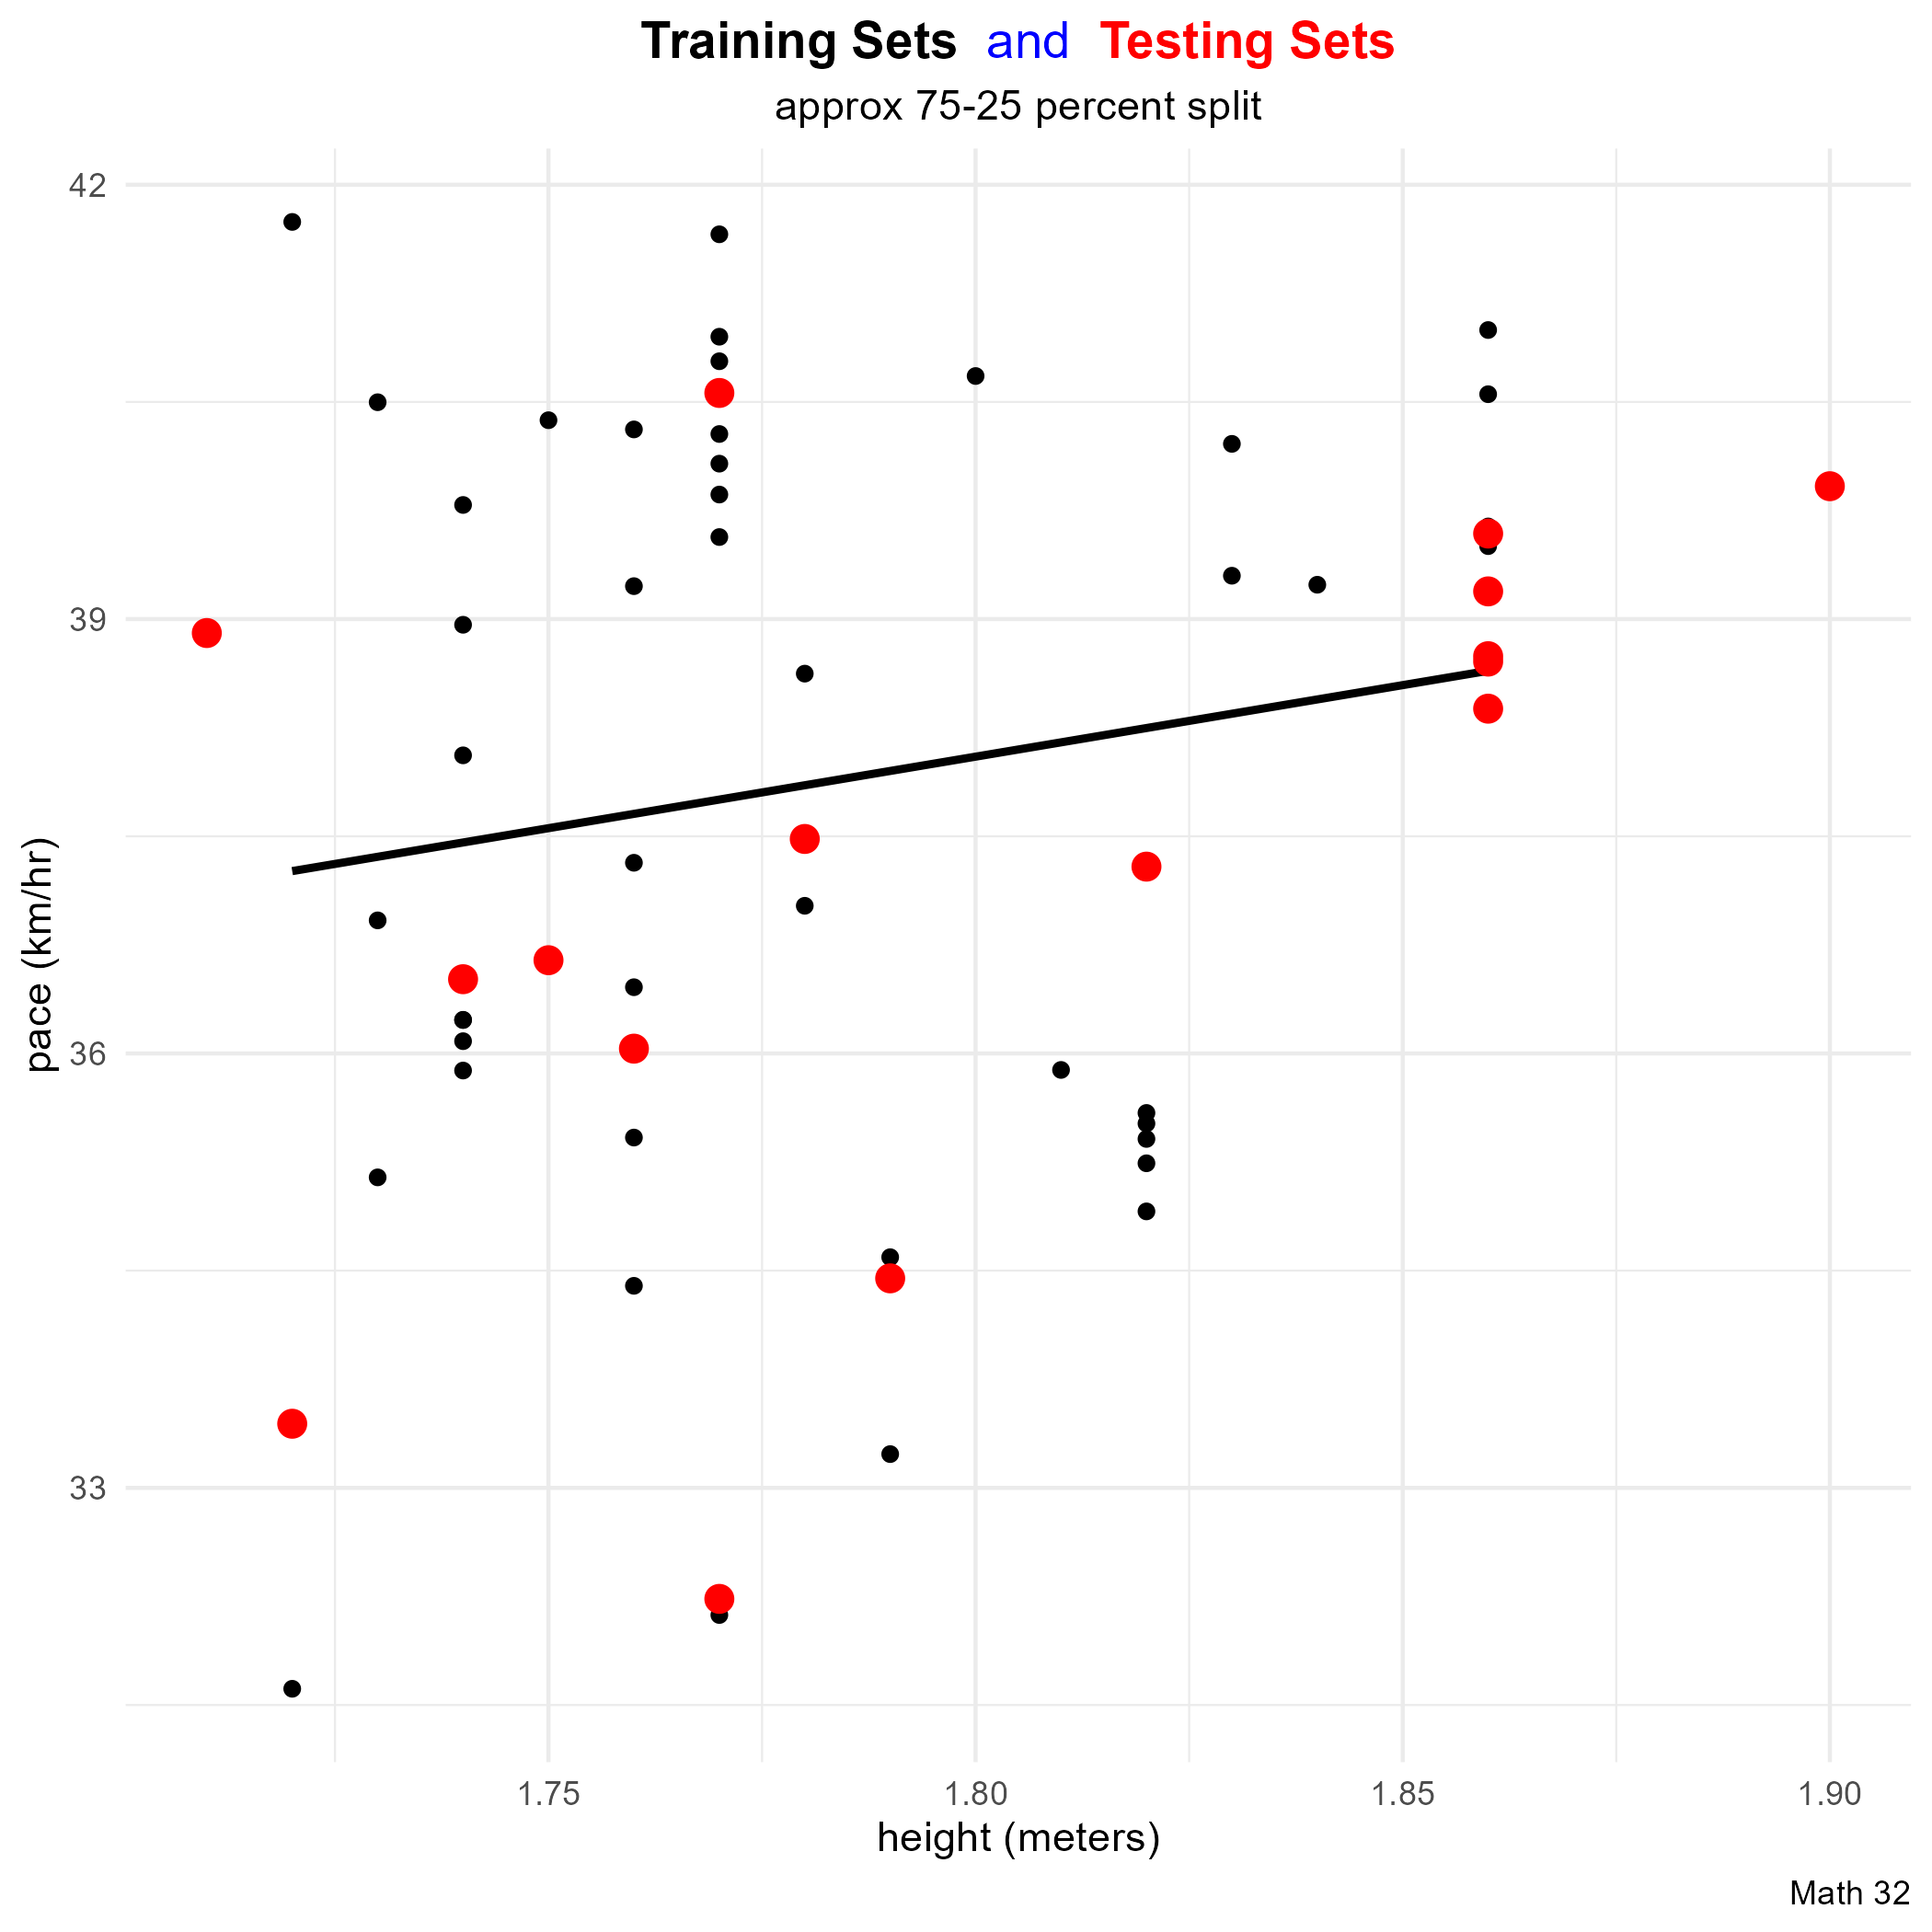 Training Sets and Testing Sets
approx 75-25 percent split
42
39
36
33
pace (km/hr)
1.75 1.80 1.85 1.90
height (meters)
Math 32